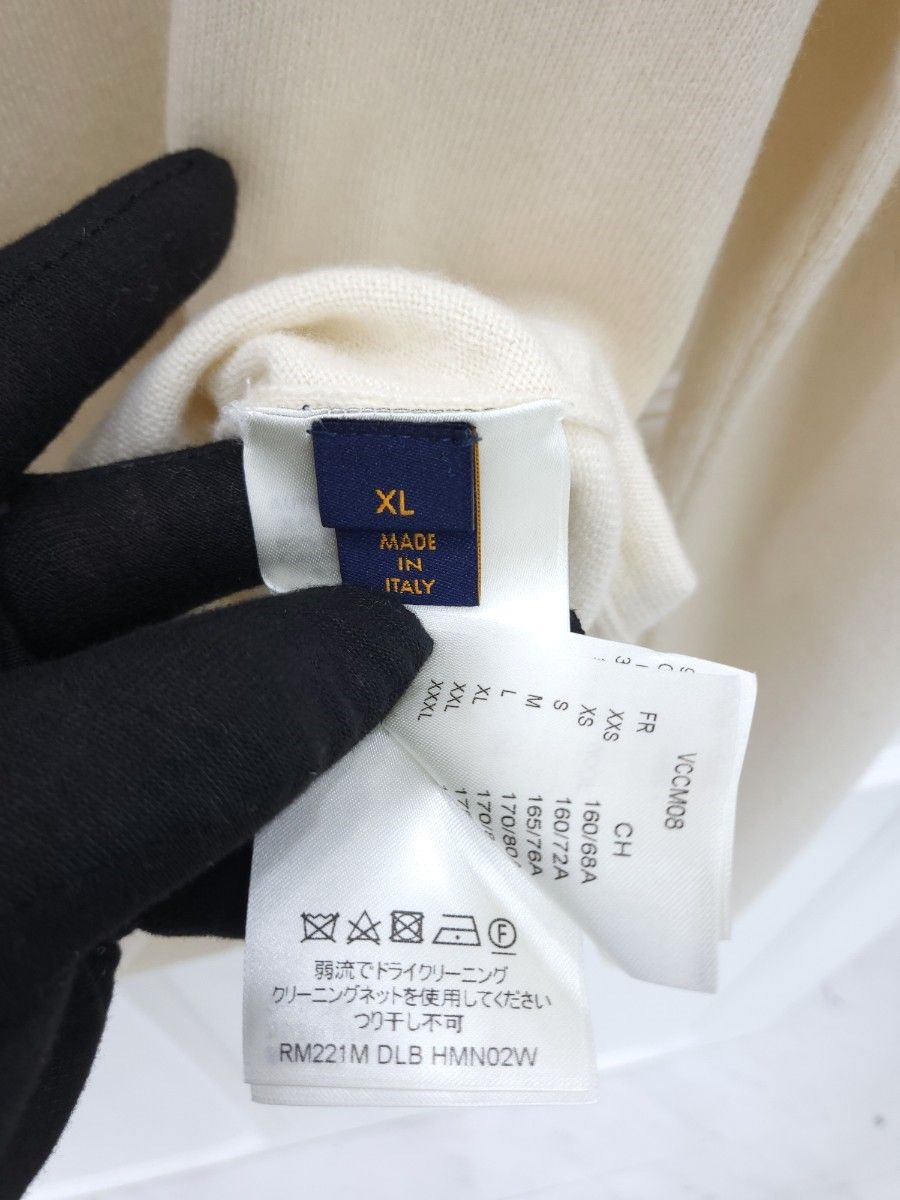 XL
MADE
IN
ITALY
VCCM08
FR
CH
XXS
160/68A
XS
160/72A
S
165/76A
M
170/80A
L
XL
XXL
XXXL
F
弱流でドライクリーニング
クリーニングネットを使用してください
つり干し不可
RM221M DLB HMN02W